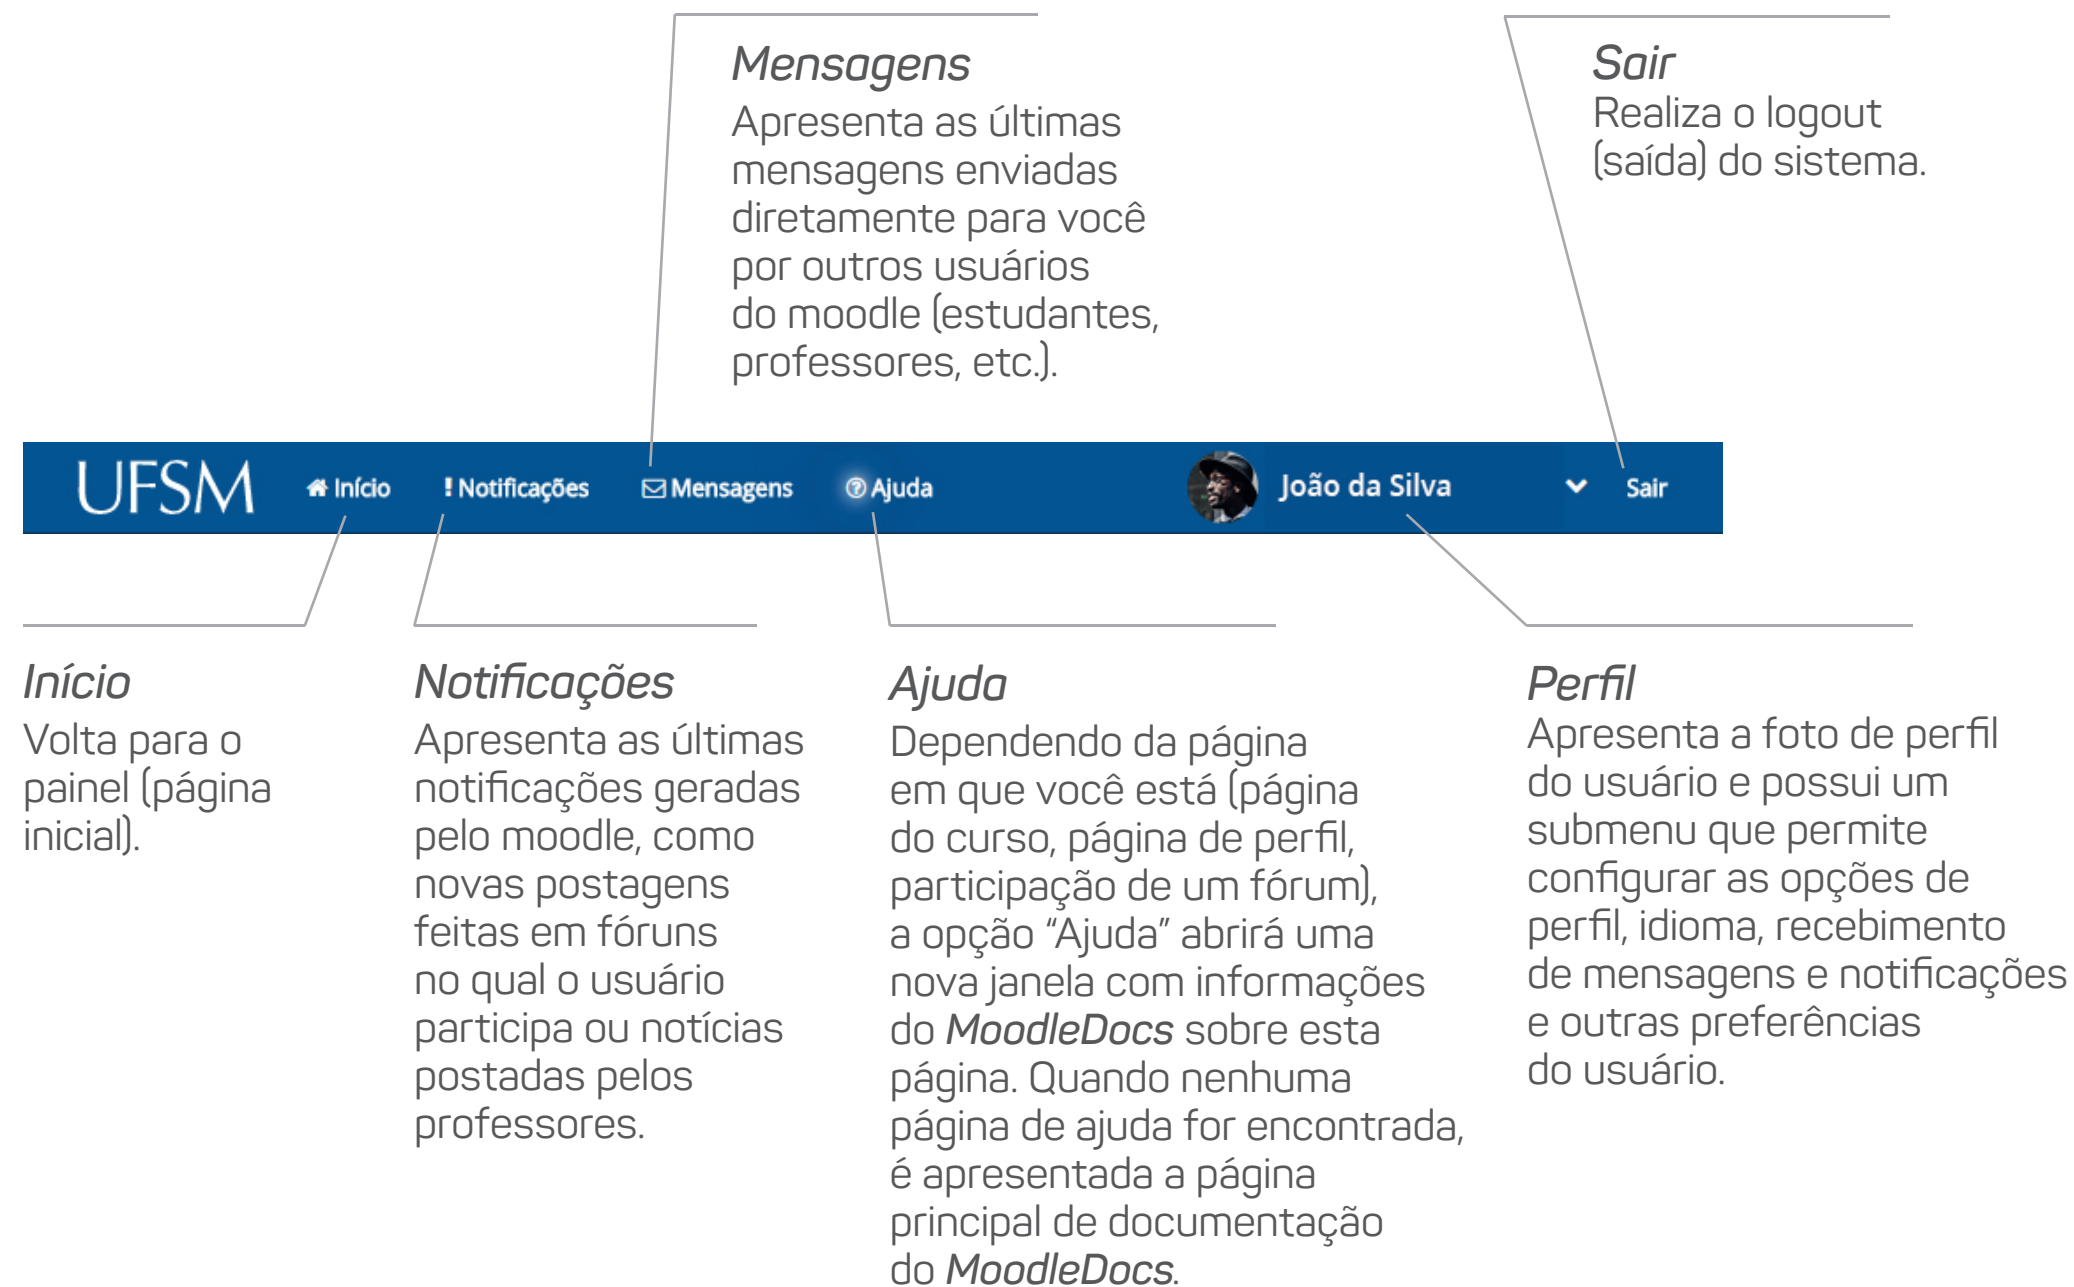 Mensagens
Apresenta as últimas
mensagens enviadas
diretamente para você
por outros usuários
do moodle (estudantes,
professores, etc.).
Sair
Realiza o logout
(saída) do sistema.
UFSM Início ! Notificações Mensagens Ajuda João da Silva Sair
Início
Volta para o
painel (página
inicial).
Notificações
Apresenta as últimas
notificações geradas
pelo moodle, como
novas postagens
feitas em fóruns
no qual o usuário
participa ou notícias
postadas pelos
professores.
Ajuda
Dependendo da página
em que você está (página
do curso, página de perfil,
participação de um fórum),
a opção “Ajuda” abrirá uma
nova janela com informações
do MoodleDocs sobre esta
página. Quando nenhuma
página de ajuda for encontrada,
é apresentada a página
principal de documentação
do MoodleDocs.
Perfil
Apresenta a foto de perfil
do usuário e possui um
submenu que permite
configurar as opções de
perfil, idioma, recebimento
de mensagens e notificações
e outras preferências
do usuário.